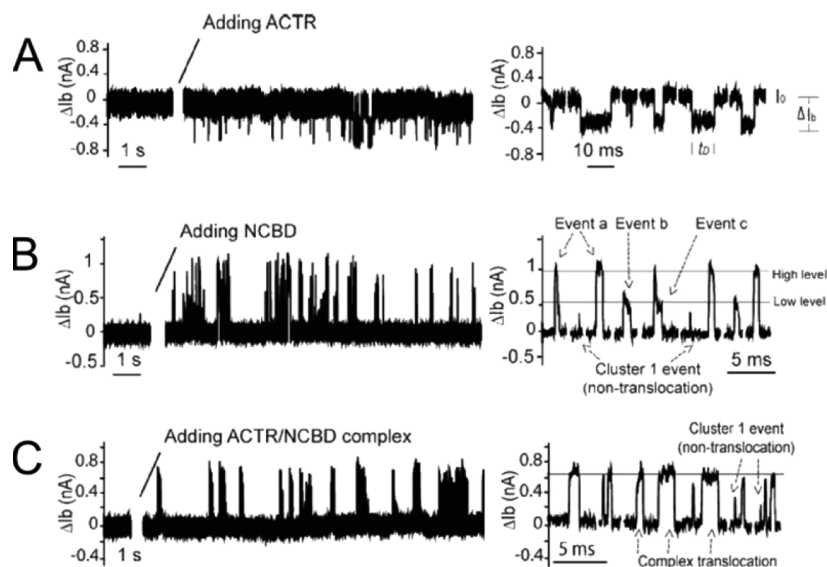 A
Adding ACTR
ΔIb (nA)
0.8
0.4
0
-0.4
-0.8
1 s
ΔIb (nA)
0.8
0.4
0
-0.4
-0.8
10 ms
tD
I0
ΔIb
B
Adding NCBD
ΔIb (nA)
1
0.5
0
-0.5
1 s
Event a
Event b
Event c
ΔIb (nA)
1
0.5
0
-0.5
High level
Low level
Cluster 1 event
(non-translocation)
5 ms
C
Adding ACTR/NCBD complex
ΔIb (nA)
0.8
0.4
0
-0.4
1 s
Cluster 1 event
(non-translocation)
ΔIb (nA)
0.8
0.4
0
-0.4
5 ms
Complex translocation